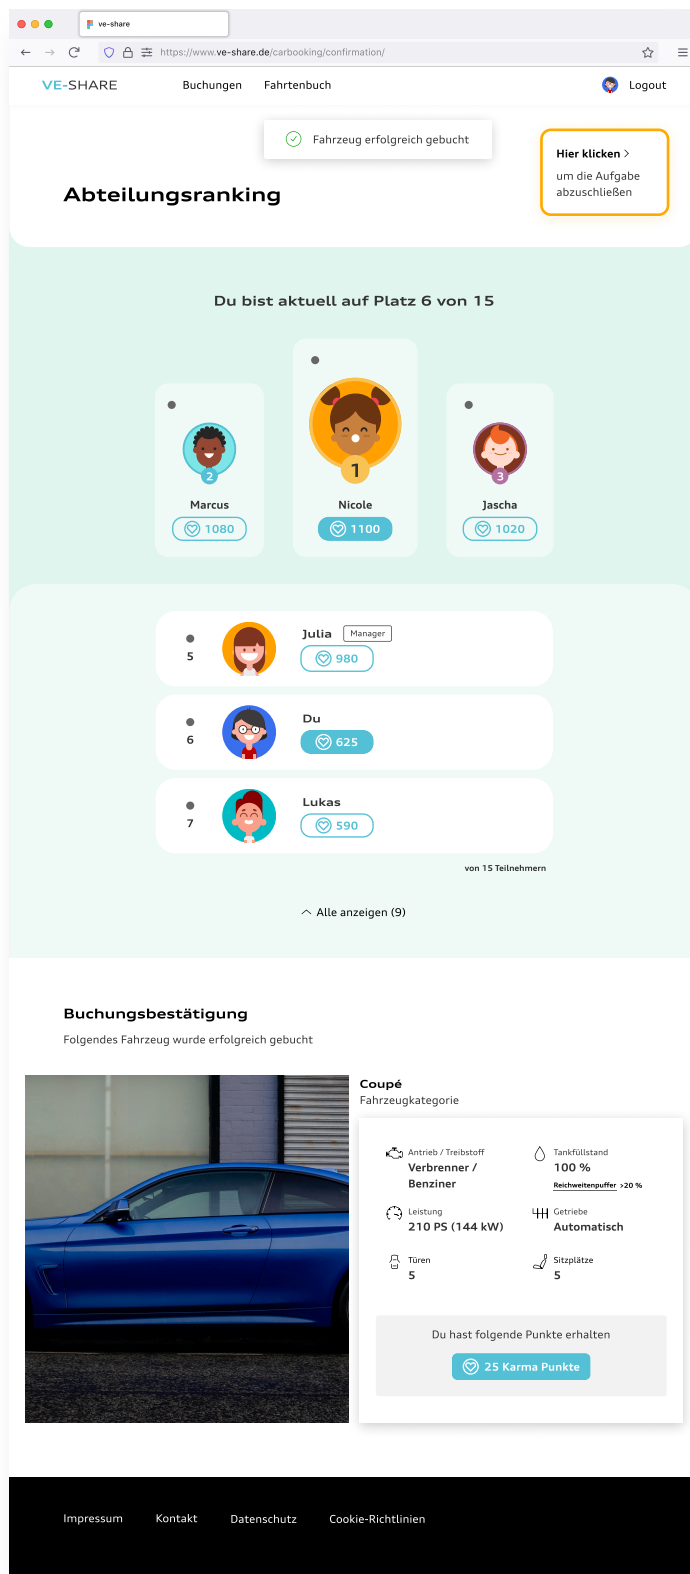 ve-share
https://www.ve-share.de/carbooking/confirmation/
VE-SHARE
Buchungen
Fahrtenbuch
Logout
Fahrzeug erfolgreich gebucht
Hier klicken >
um die Aufgabe
abzuschließen
Abteilungsranking
Du bist aktuell auf Platz 6 von 15
2
Marcus
1080
1
Nicole
1100
3
Jascha
1020
5
Julia
Manager
980
6
Du
625
7
Lukas
590
von 15 Teilnehmern
Alle anzeigen (9)
Buchungsbestätigung
Folgendes Fahrzeug wurde erfolgreich gebucht
Coupé
Fahrzeugkategorie
Antrieb / Treibstoff
Verbrenner /
Benziner
Tankfüllstand
100 %
Reichweitenpuffer >20 %
Leistung
210 PS (144 kW)
Getriebe
Automatisch
Türen
5
Sitzplätze
5
Du hast folgende Punkte erhalten
25 Karma Punkte
Impressum
Kontakt
Datenschutz
Cookie-Richtlinien